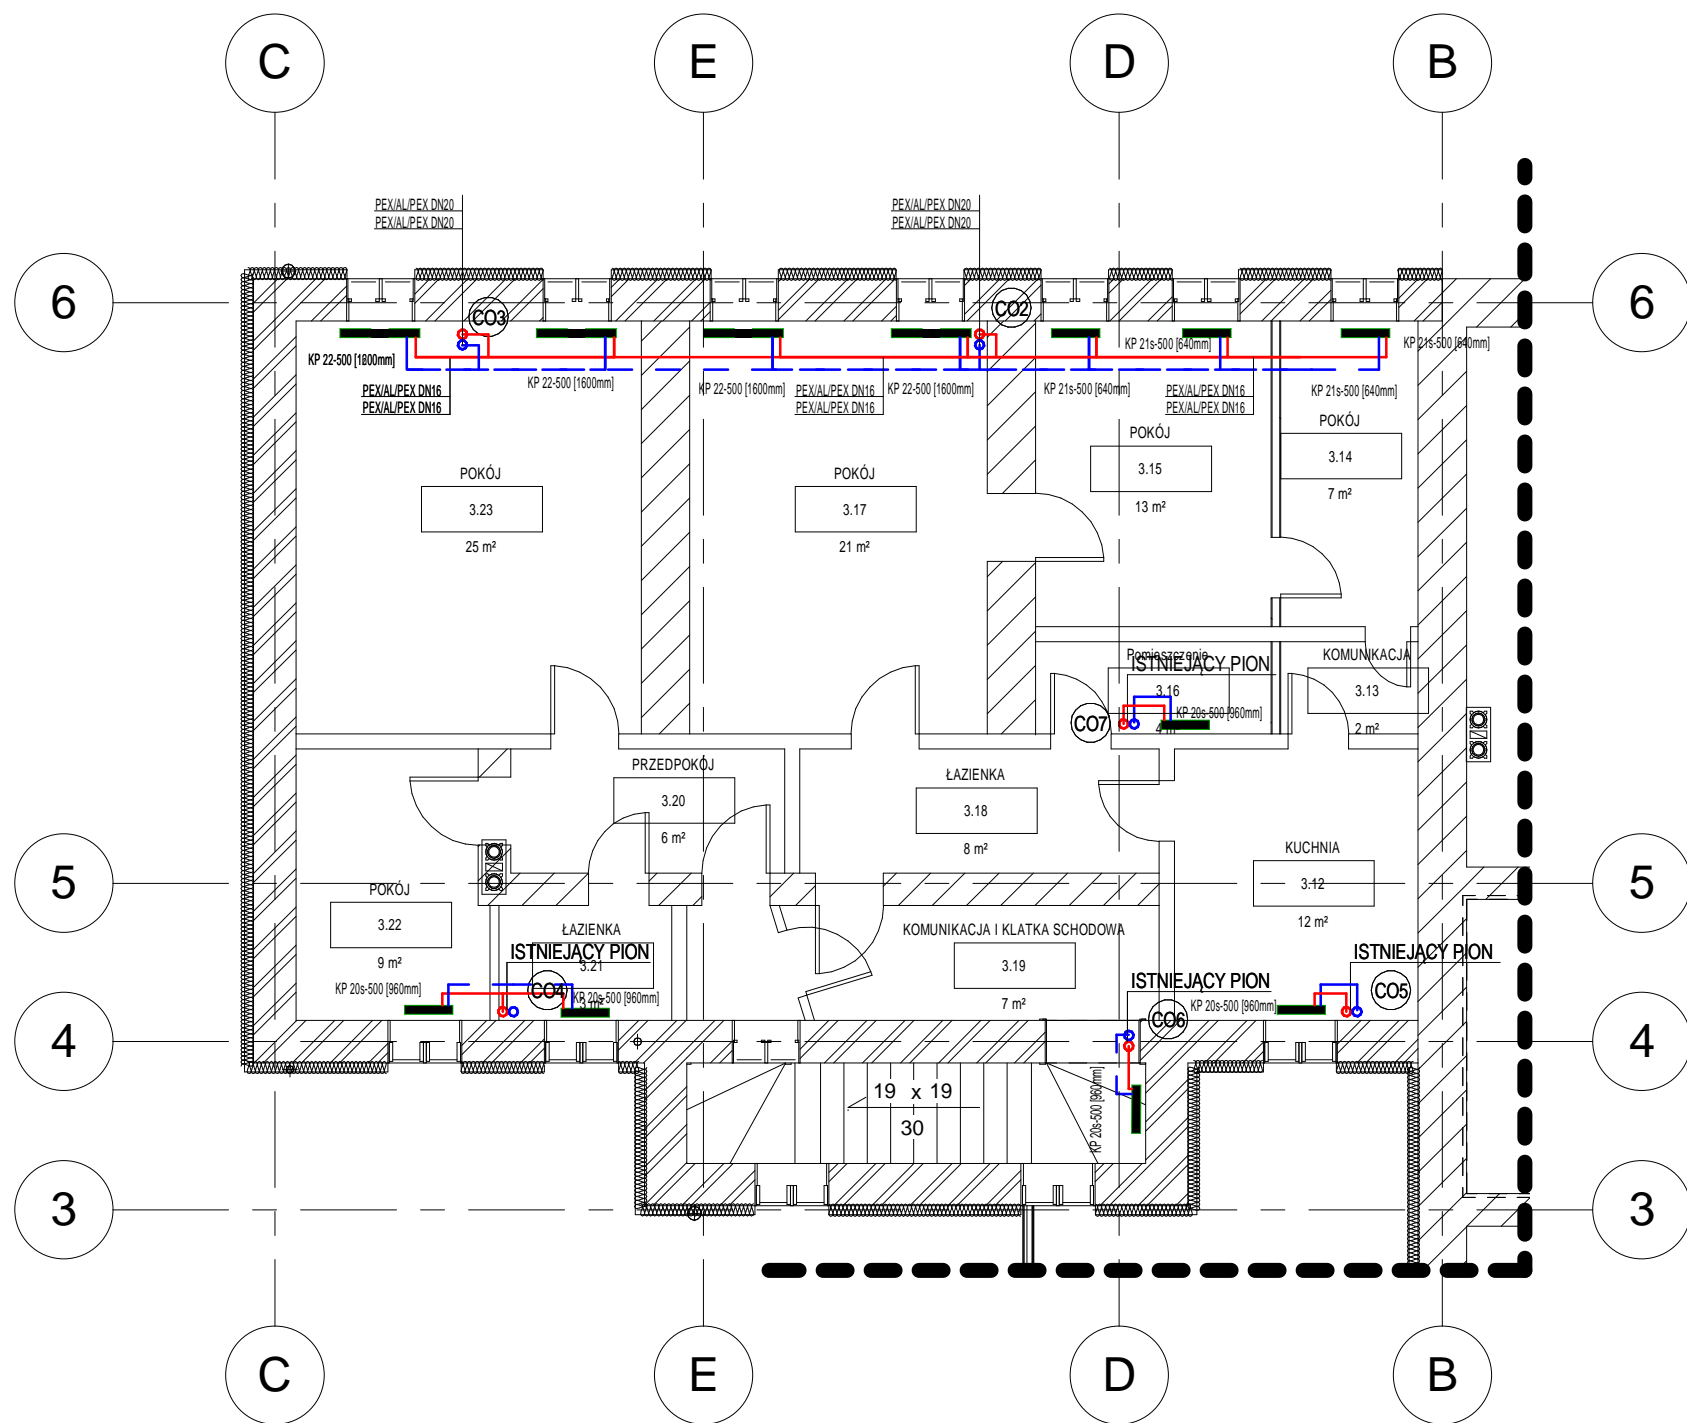 C
E
D
B
PEX/AL/PEX DN20
PEX/AL/PEX DN20
PEX/AL/PEX DN20
PEX/AL/PEX DN20
6
6
CO3
CO2
KP 22-500 [1800mm]
KP 22-500 [1600mm]
KP 22-500 [1600mm]
KP 22-500 [1600mm]
KP 21s-500 [640mm]
KP 21s-500 [640mm]
KP 21s-500 [640mm]
KP 21s-500 [640mm]
PEX/AL/PEX DN16
PEX/AL/PEX DN16
PEX/AL/PEX DN16
PEX/AL/PEX DN16
PEX/AL/PEX DN16
PEX/AL/PEX DN16
POKÓJ
3.23
25 m²
POKÓJ
3.17
21 m²
POKÓJ
3.15
13 m²
POKÓJ
3.14
7 m²
Pomieszczenie
ISTNIEJĄCY PION
3.16
KP 20s-500 [960mm]
4 m²
CO7
KOMUNIKACJA
3.13
2 m²
PRZEDPOKÓJ
3.20
6 m²
ŁAZIENKA
3.18
8 m²
KUCHNIA
3.12
12 m²
5
5
POKÓJ
3.22
9 m²
KP 20s-500 [960mm]
ŁAZIENKA
ISTNIEJĄCY PION
3.21
CO4
KP 20s-500 [960mm]
3 m²
KOMUNIKACJA I KLATKA SCHODOWA
3.19
7 m²
ISTNIEJĄCY PION
CO6
KP 20s-500 [960mm]
ISTNIEJĄCY PION
CO5
KP 20s-500 [960mm]
4
4
19 x 19
30
3
3
C
E
D
B